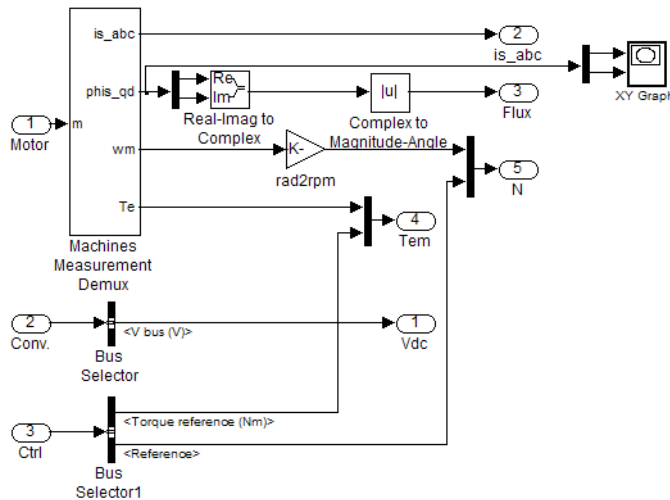 is_abc
2
is_abc
phis_qd
Re
Im
Real-Imag to
Complex
|u|
Complex to
Magnitude-Angle
3
Flux
XY Graph
1
Motor
m
wm
K-
rad2rpm
5
N
Te
4
Tem
Machines
Measurement
Demux
2
Conv.
<V bus (V)>
Bus
Selector
1
Vdc
3
Ctrl
<Torque reference (Nm)>
<Reference>
Bus
Selector1